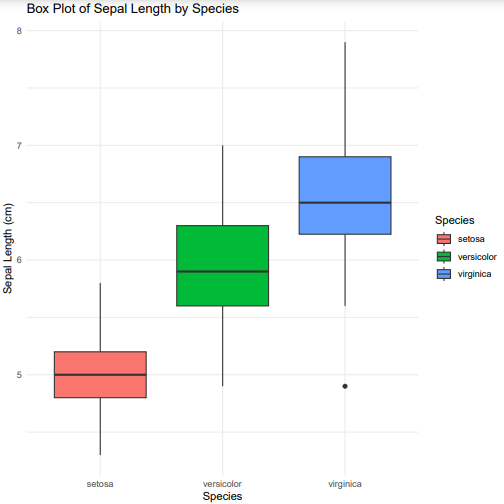 Box Plot of Sepal Length by Species
8
7
6
5
Sepal Length (cm)
setosa
versicolor
virginica
Species
Species
setosa
versicolor
virginica